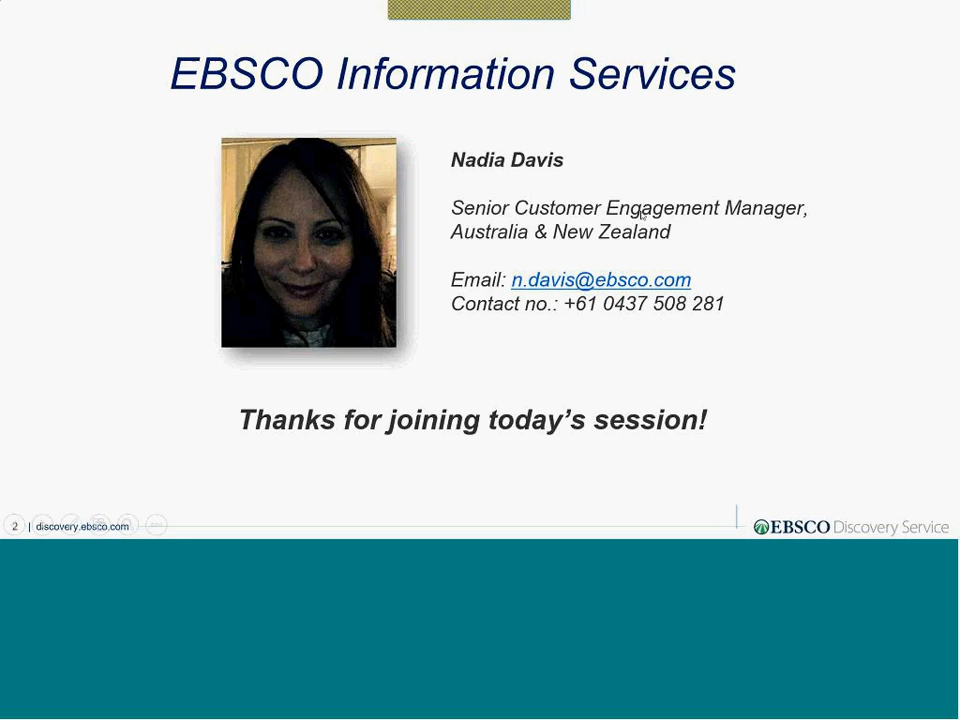 EBSCO Information Services
Nadia Davis
Senior Customer Engagement Manager,
Australia & New Zealand
Email: n.davis@ebsco.com
Contact no.: +61 0437 508 281
Thanks for joining today’s session!
2 | discovery.ebsco.com
EBSCO Discovery Service